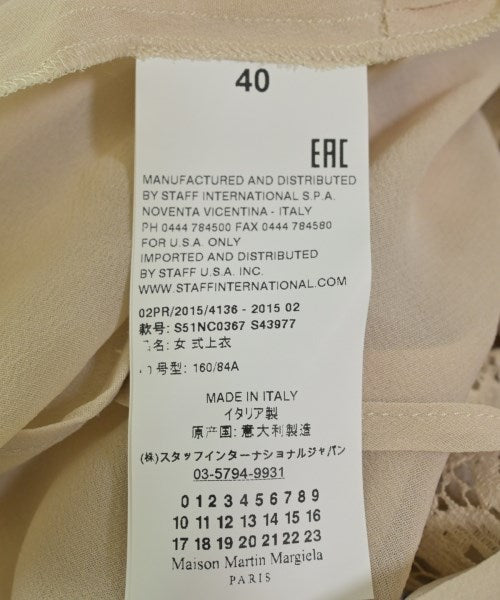 40
EAC
MANUFACTURED AND DISTRIBUTED
BY STAFF INTERNATIONAL S.P.A.
NOVENTA VICENTINA - ITALY
PH 0444 784500 FAX 0444 784580
FOR U.S.A. ONLY
IMPORTED AND DISTRIBUTED
BY STAFF U.S.A. INC.
WWW.STAFFINTERNATIONAL.COM
02PR/2015/4136 - 2015 02
款号: S51NC0367 S43977
名: 女式上衣
号型: 160/84A
MADE IN ITALY
イタリア製
原产国: 意大利製造
(株)スタッフインターナショナルジャパン
03-5794-9931
0 1 2 3 4 5 6 7 8 9
10 11 12 13 14 15 16
17 18 19 20 21 22 23
Maison Martin Margiela
PARIS